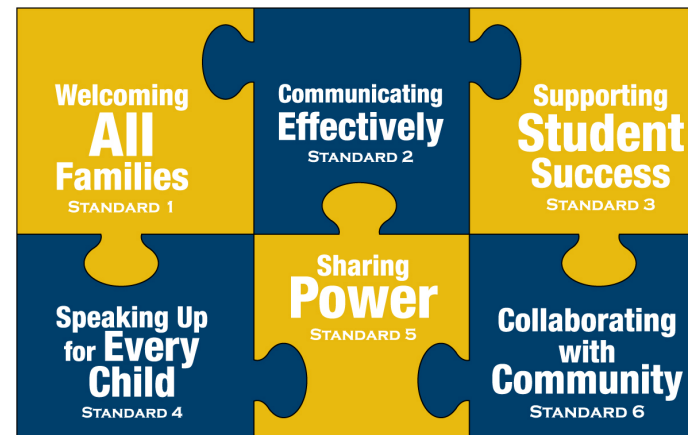 Welcoming
All
Families
STANDARD 1
Communicating
Effectively
STANDARD 2
Supporting
Student
Success
STANDARD 3
Speaking Up
for Every
Child
STANDARD 4
Sharing
Power
STANDARD 5
Collaborating
with
Community
STANDARD 6